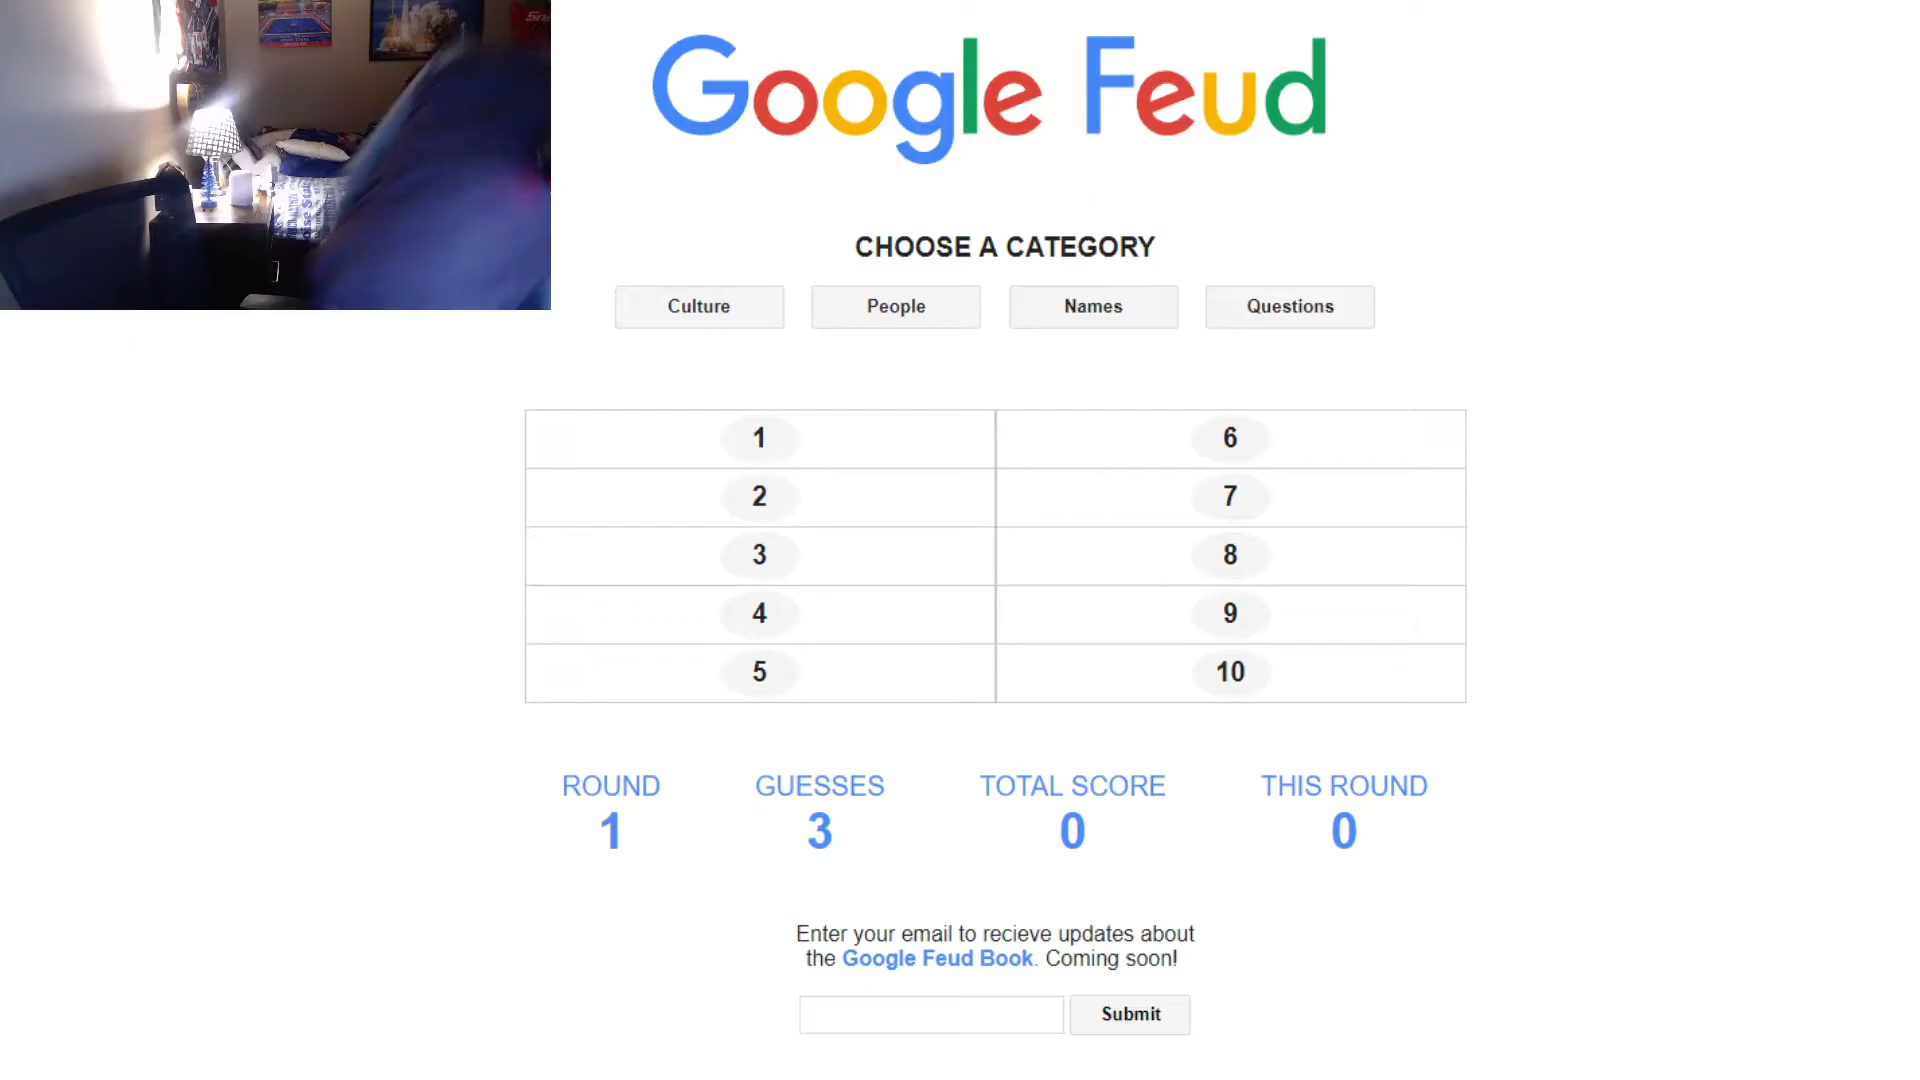 Google Feud
CHOOSE A CATEGORY
Culture
People
Names
Questions
1
6
2
7
3
8
4
9
5
10
ROUND
GUESSES
TOTAL SCORE
THIS ROUND
1
3
0
0
Enter your email to recieve updates about
the Google Feud Book. Coming soon!
Submit